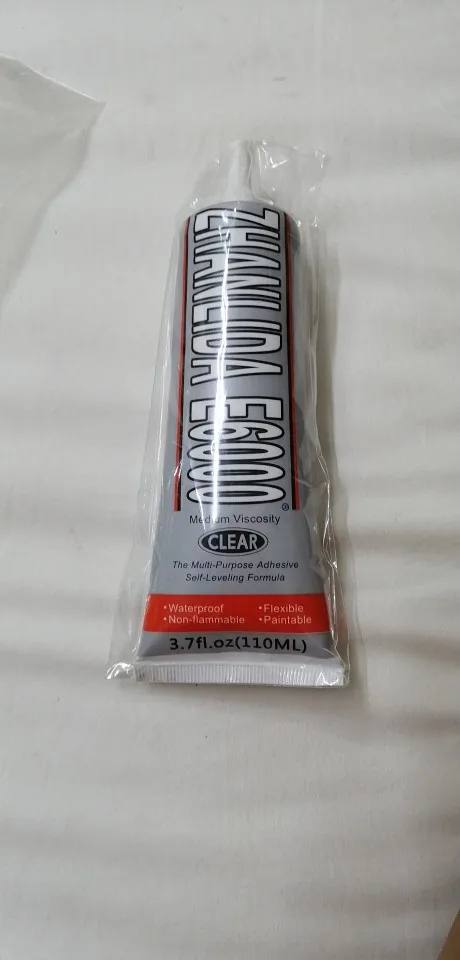 ZHANLIDA E6000®
Medium Viscosity
CLEAR
The Multi-Purpose Adhesive
Self-Leveling Formula
•Waterproof •Flexible
•Non-flammable •Paintable
3.7fl.oz(110ML)